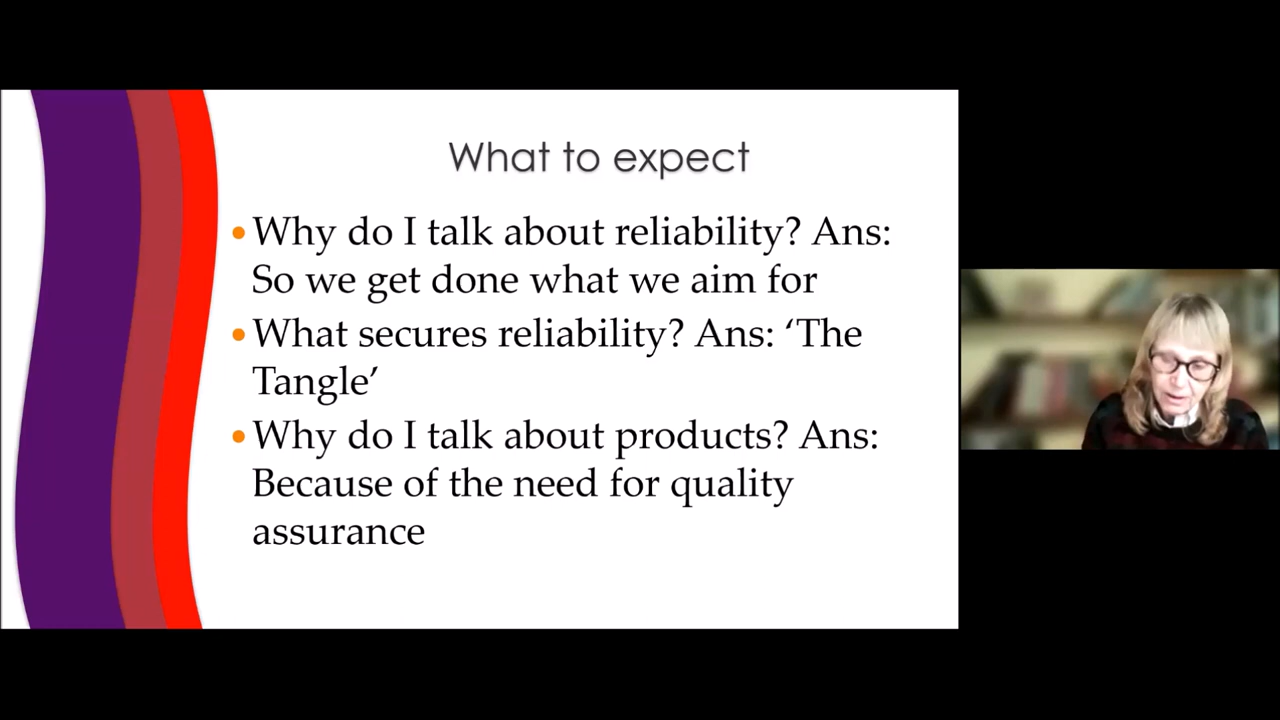 What to expect
•Why do I talk about reliability? Ans:
So we get done what we aim for
•What secures reliability? Ans: ‘The
Tangle’
•Why do I talk about products? Ans:
Because of the need for quality
assurance